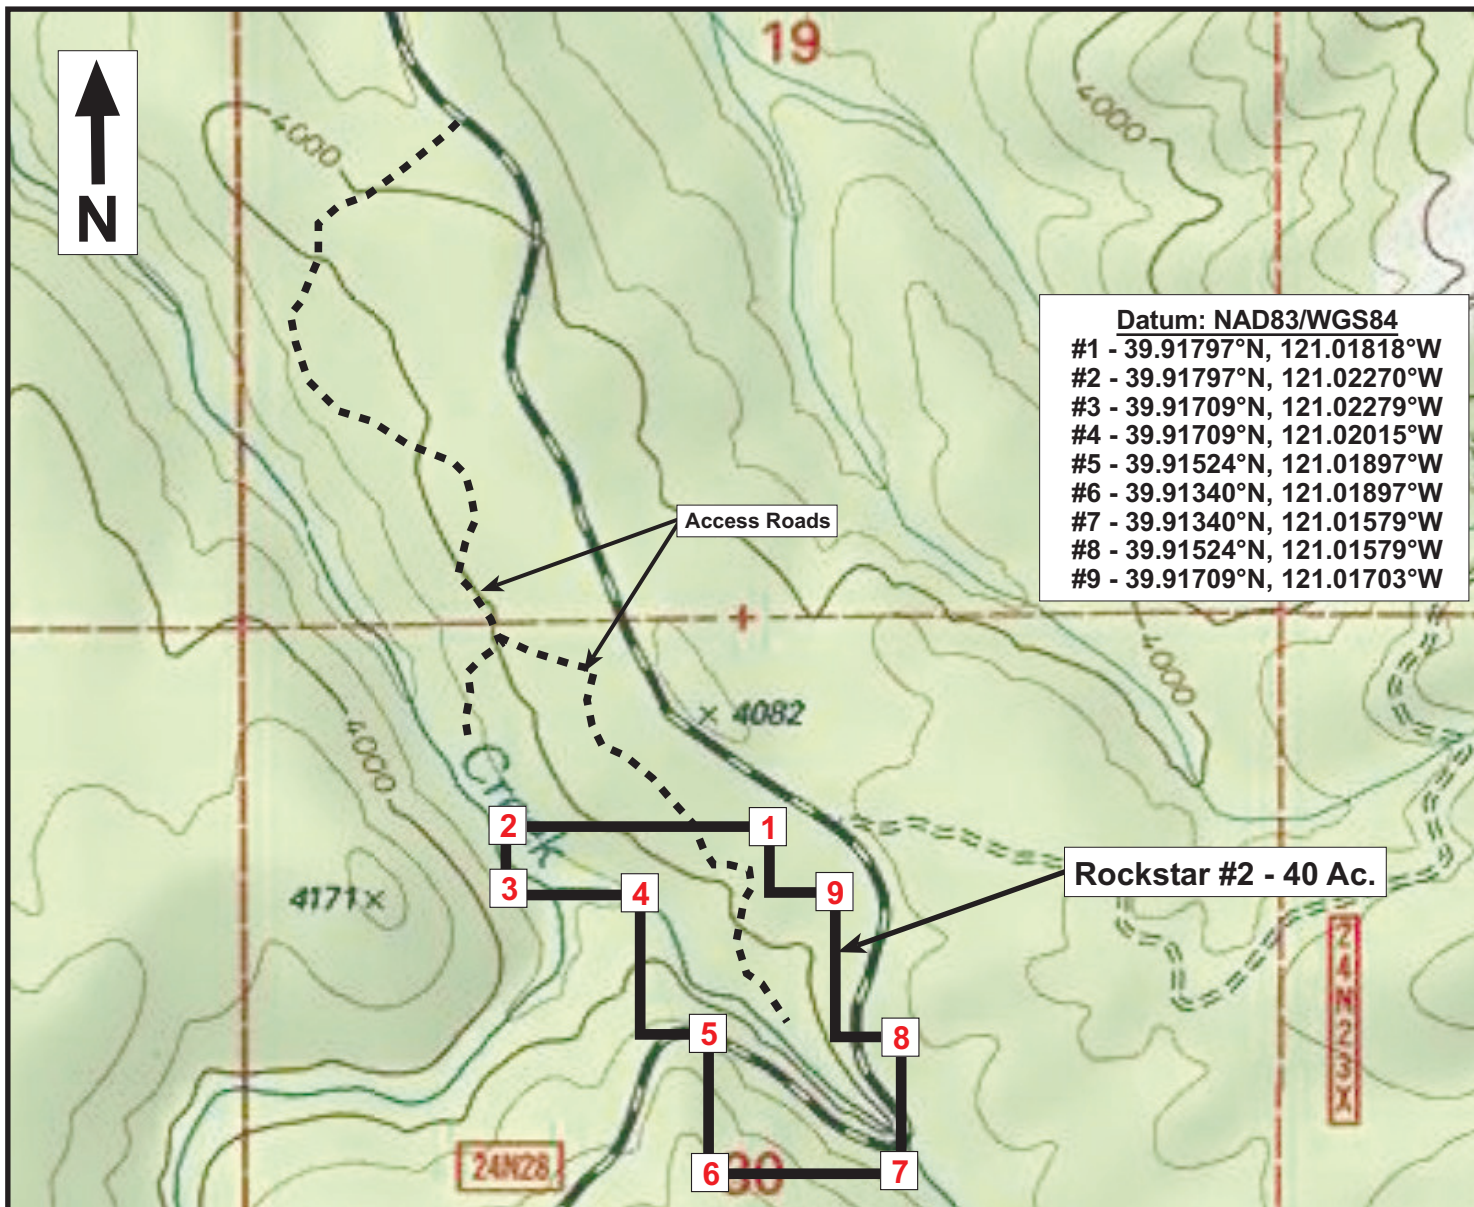 19
4000
4000
N
Datum: NAD83/WGS84
#1 - 39.91797°N, 121.01818°W
#2 - 39.91797°N, 121.02270°W
#3 - 39.91709°N, 121.02279°W
#4 - 39.91709°N, 121.02015°W
#5 - 39.91524°N, 121.01897°W
#6 - 39.91340°N, 121.01897°W
#7 - 39.91340°N, 121.01579°W
#8 - 39.91524°N, 121.01579°W
#9 - 39.91709°N, 121.01703°W
Access Roads
4000
× 4082
4000
Creek
2
1
Rockstar #2 - 40 Ac.
3
4
9
4171 ×
24N23X
5
8
24N28
6
30
7